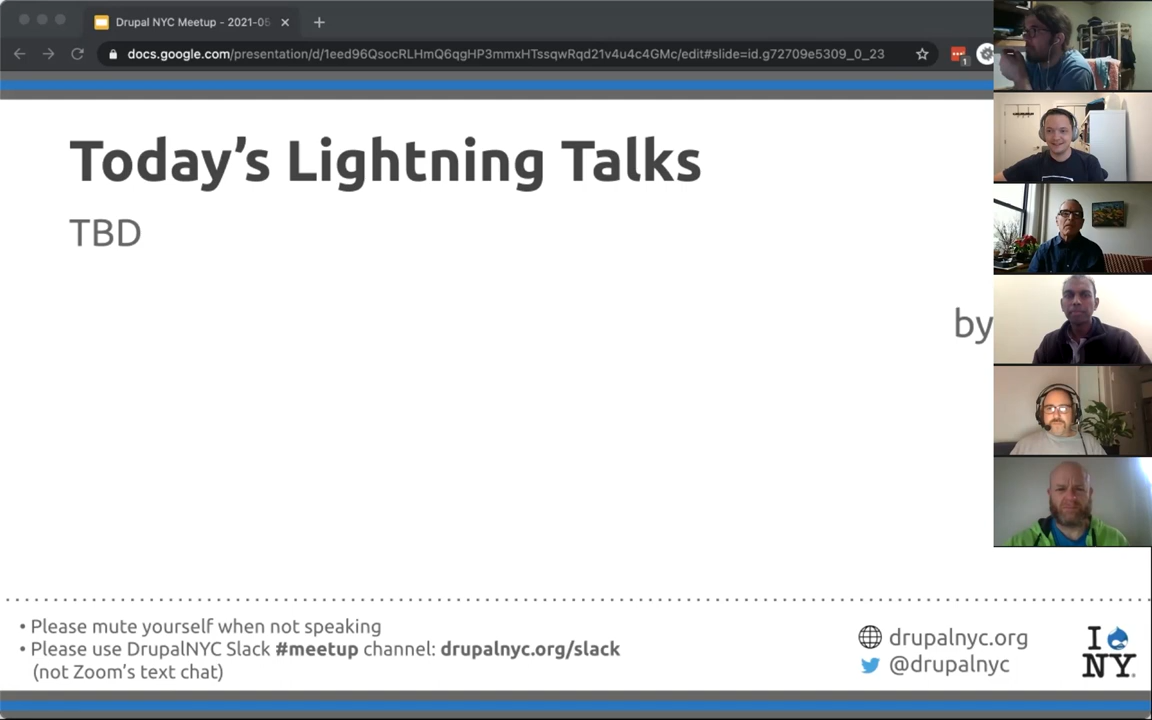 Drupal NYC Meetup - 2021-05
docs.google.com/presentation/d/1eed96QsocRLHmQ6qgHP3mmxHTssqwRqd21v4u4c4GMc/edit#slide=id.g72709e5309_0_23
1
Today’s Lightning Talks
TBD
by
• Please mute yourself when not speaking
• Please use DrupalNYC Slack #meetup channel: drupalnyc.org/slack
(not Zoom’s text chat)
drupalnyc.org
@drupalnyc
I
NY